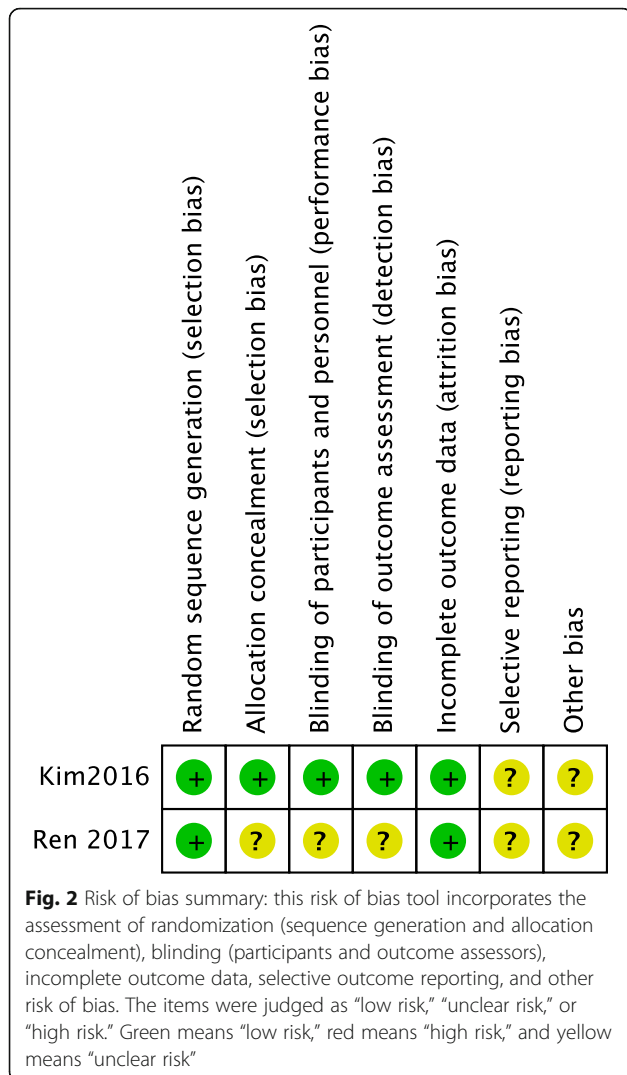 Random sequence generation (selection bias)
Allocation concealment (selection bias)
Blinding of participants and personnel (performance bias)
Blinding of outcome assessment (detection bias)
Incomplete outcome data (attrition bias)
Selective reporting (reporting bias)
Other bias
Kim2016 + + + + + ? ?
Ren 2017 + ? ? ? + ? ?
Fig. 2 Risk of bias summary: this risk of bias tool incorporates the
assessment of randomization (sequence generation and allocation
concealment), blinding (participants and outcome assessors),
incomplete outcome data, selective outcome reporting, and other
risk of bias. The items were judged as “low risk,” “unclear risk,” or
“high risk.” Green means “low risk,” red means “high risk,” and yellow
means “unclear risk”